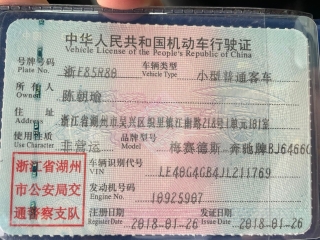 中华人民共和国机动车行驶证
Vehicle License of the People's Republic of China
号牌号码 浙F85H80 车辆类型 小型普通客车
Plate No. Vehicle Type
所有人 陈朝瑜
Owner
住址 浙江省湖州市吴兴区织里镇江南路218号1单元101室
Address
使用性质 非营运 梅赛德斯 奔驰牌BJ6466G
Use Character
浙江省湖州 车辆识别代号 LE40G4GB4JL211769
VIN
市公安局交 发动机号码 10925907
Engine No.
通警察支队 注册日期 2018-01-26 发证日期 2018-01-26
Register Date Issue Date